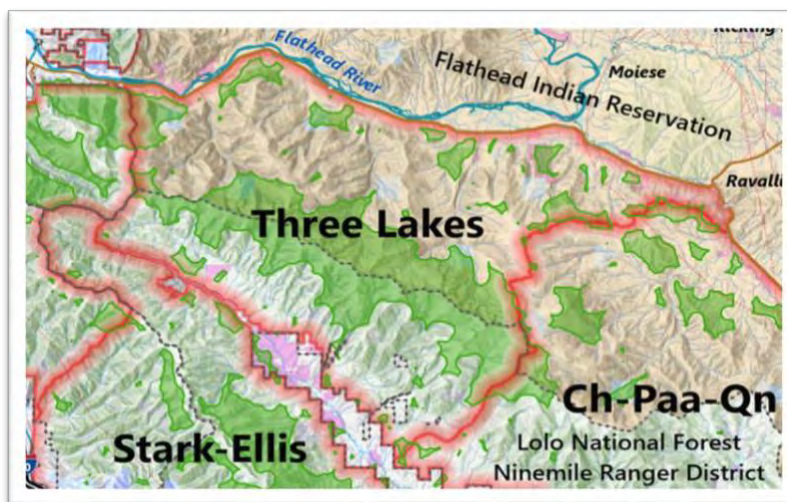 Flathead River
Moiese
Flathead Indian Reservation
Three Lakes
Ch-Paa-Qn
Stark-Ellis
Lolo National Forest
Ninemile Ranger District